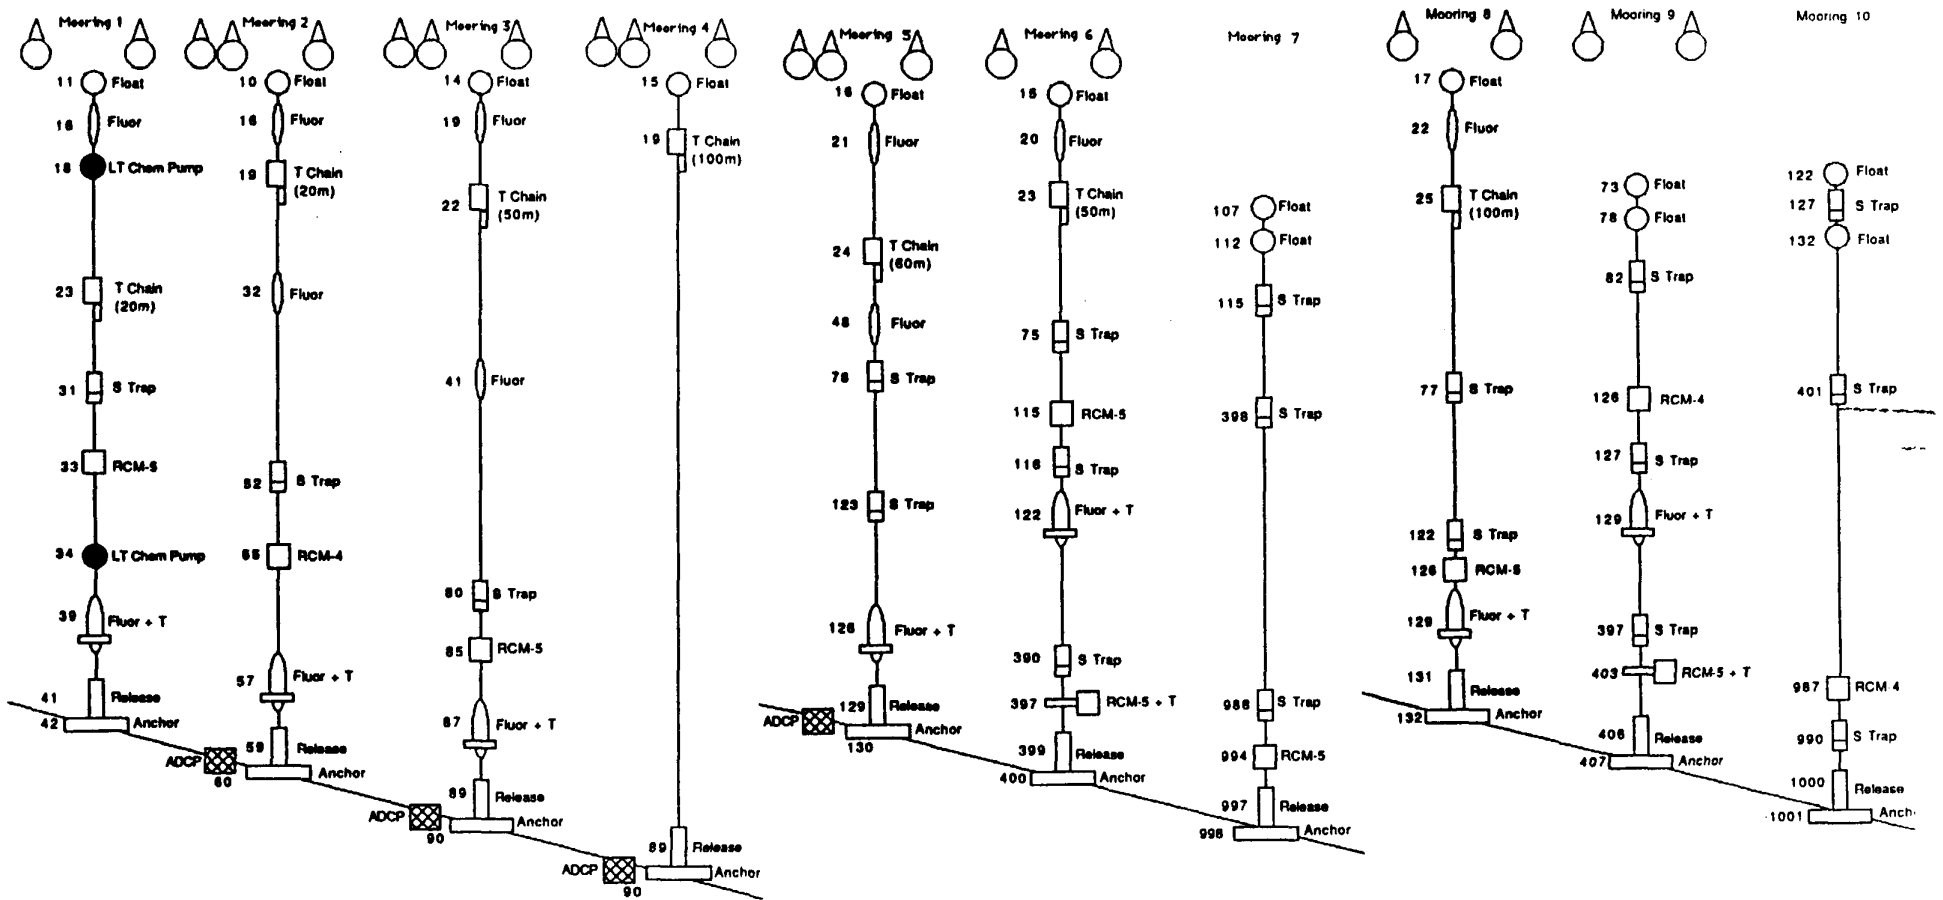 Mooring 1
11 Float
16 Fluor
18 LT Chem Pump
23 T Chain
(20m)
31 S Trap
33 RCM-5
34 LT Chem Pump
39 Fluor + T
41 Release
42 Anchor
Mooring 2
10 Float
16 Fluor
19 T Chain
(20m)
32 Fluor
52 S Trap
55 RCM-4
57 Fluor + T
59 Release
ADCP
60 Anchor
Mooring 3
14 Float
19 Fluor
22 T Chain
(50m)
41 Fluor
80 S Trap
85 RCM-5
87 Fluor + T
89 Release
ADCP
90 Anchor
Mooring 4
15 Float
19 T Chain
(100m)
89 Release
ADCP
90 Anchor
Mooring 5
16 Float
21 Fluor
24 T Chain
(60m)
48 Fluor
78 S Trap
123 S Trap
126 Fluor + T
129 Release
ADCP
130 Anchor
Mooring 6
15 Float
20 Fluor
23 T Chain
(50m)
75 S Trap
115 RCM-5
116 S Trap
122 Fluor + T
390 S Trap
397 RCM-5 + T
399 Release
400 Anchor
Mooring 7
107 Float
112 Float
115 S Trap
398 S Trap
986 S Trap
994 RCM-5
997 Release
998 Anchor
Mooring 8
17 Float
22 Fluor
25 T Chain
(100m)
77 S Trap
122 S Trap
126 RCM-5
129 Fluor + T
131 Release
132 Anchor
Mooring 9
73 Float
78 Float
82 S Trap
126 RCM-4
127 S Trap
129 Fluor + T
397 S Trap
403 RCM-5 + T
406 Release
407 Anchor
Mooring 10
122 Float
127 S Trap
132 Float
401 S Trap
987 RCM-4
990 S Trap
1000 Release
1001 Anch